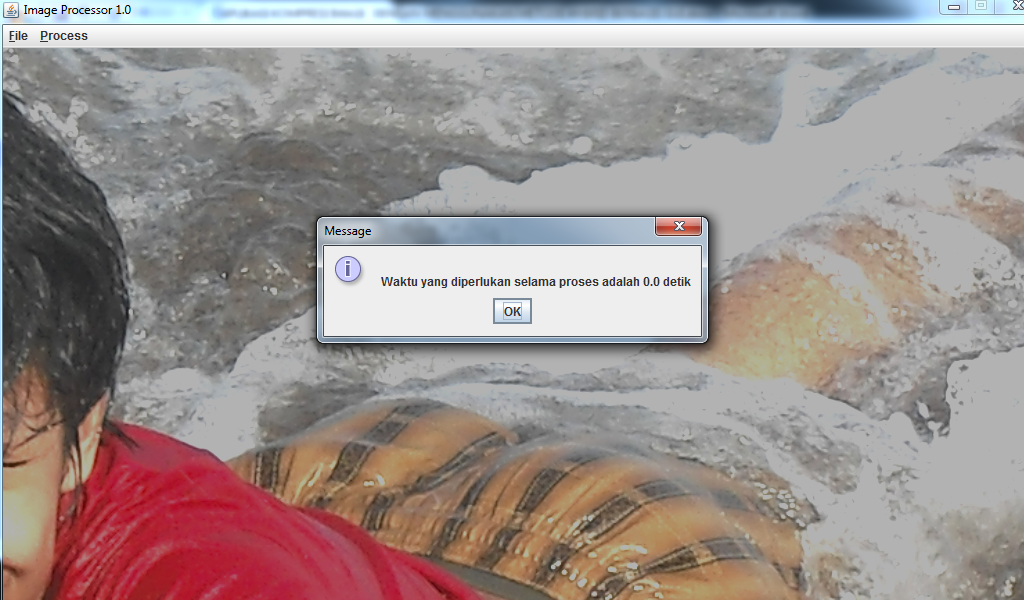 Image Processor 1.0
File Process
Message
Waktu yang diperlukan selama proses adalah 0.0 detik
OK